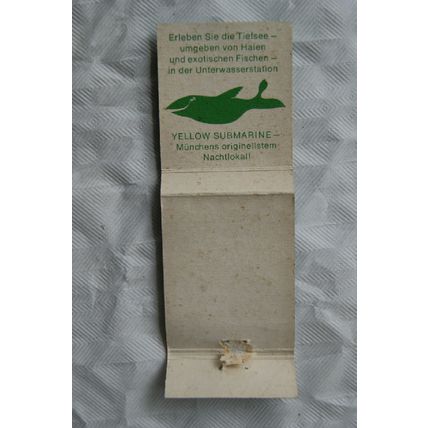 Erleben Sie die Tiefsee –
umgeben von Haien
und exotischen Fischen –
in der Unterwasserstation
YELLOW SUBMARINE –
Münchens originellstem
Nachtlokal!